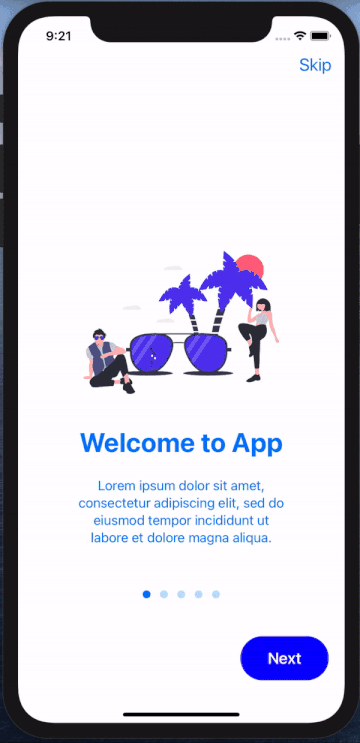 9:21
Skip
Welcome to App
Lorem ipsum dolor sit amet,
consectetur adipiscing elit, sed do
eiusmod tempor incididunt ut
labore et dolore magna aliqua.
Next